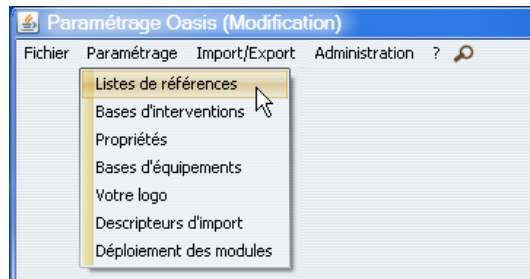 Paramétrage Oasis (Modification)
Fichier Paramétrage Import/Export Administration ?
Listes de références
Bases d'interventions
Propriétés
Bases d'équipements
Votre logo
Descripteurs d'import
Déploiement des modules